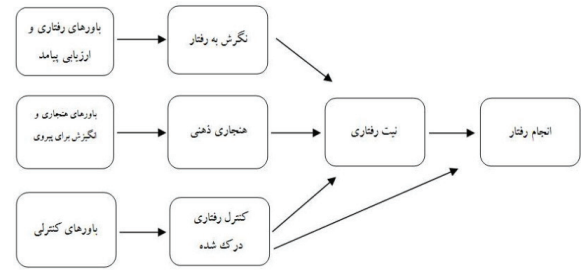 باورهای رفتاری و
ارزیابی پیامد
نگرش به رفتار
باورهای هنجاری و
انگیزش برای پیروی
هنجاری ذهنی
نیت رفتاری
انجام رفتار
باورهای کنترلی
کنترل رفتاری
درک شده